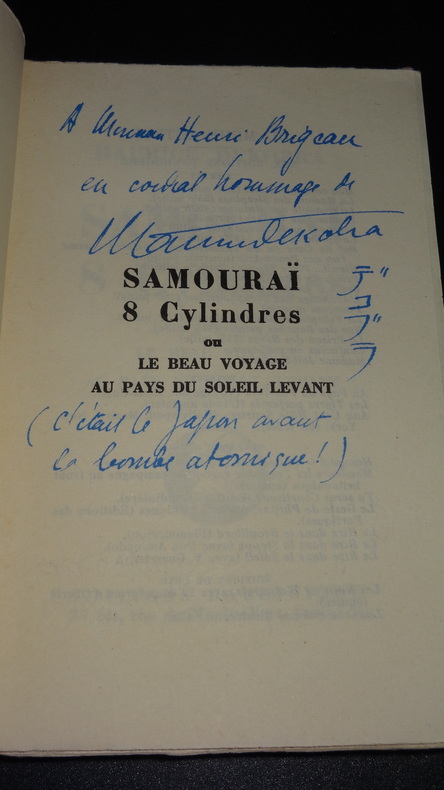 A Monsieur Henri Brigeau
en cordial hommage de
Maurice Dekobra
SAMOURAÏ
8 Cylindres
ou
LE BEAU VOYAGE
AU PAYS DU SOLEIL LEVANT
デ
コ
ブ
ラ
(c'était le Japon avant
la bombe atomique!)